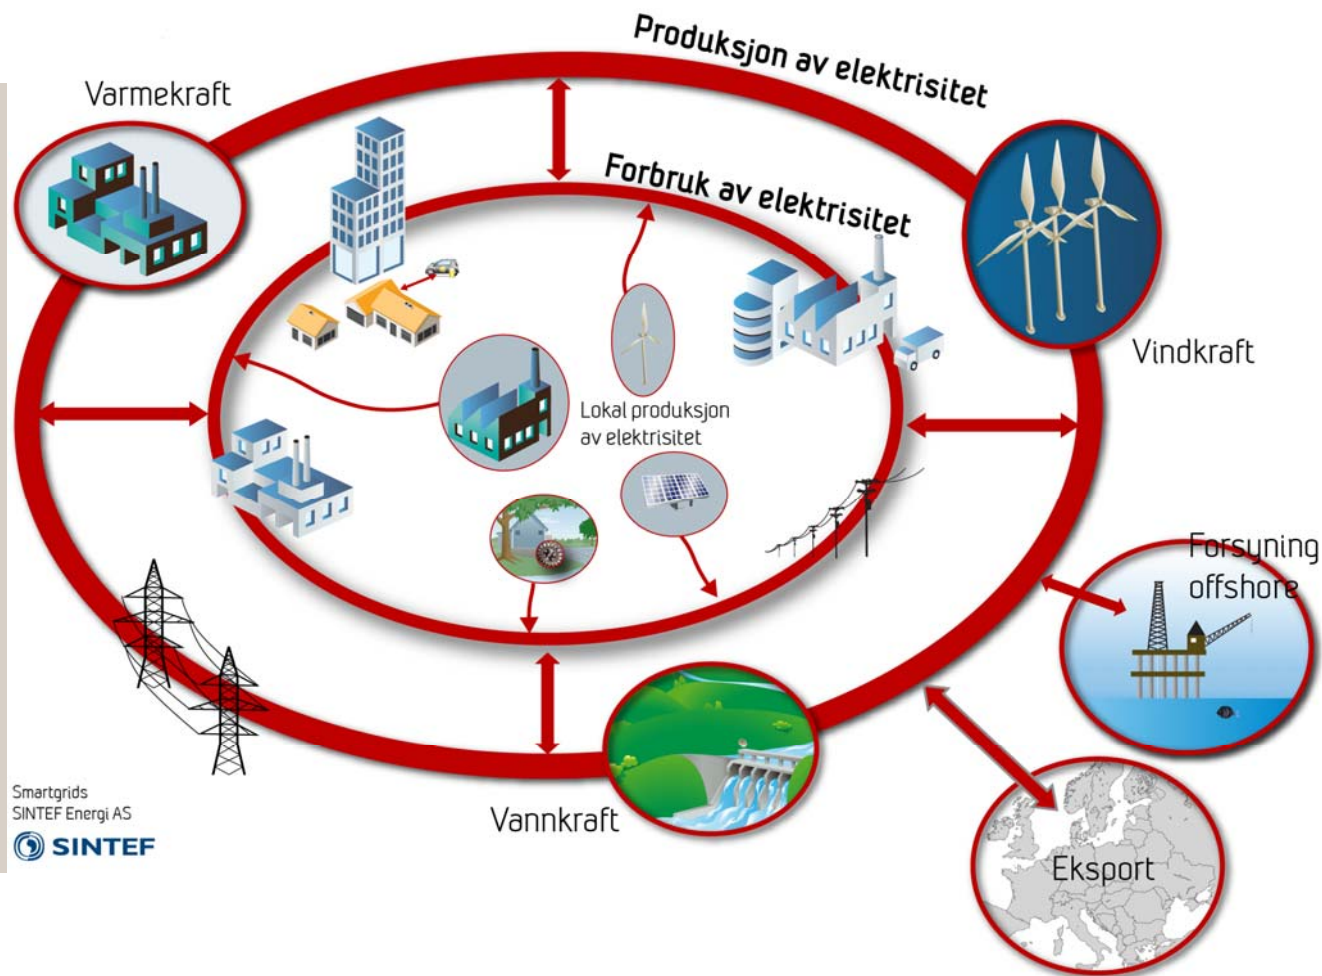 Produksjon av elektrisitet
Varmekraft
Forbruk av elektrisitet
Vindkraft
Lokal produksjon
av elektrisitet
Forsyning
offshore
Vannkraft
Eksport
Smartgrids
SINTEF Energi AS
SINTEF